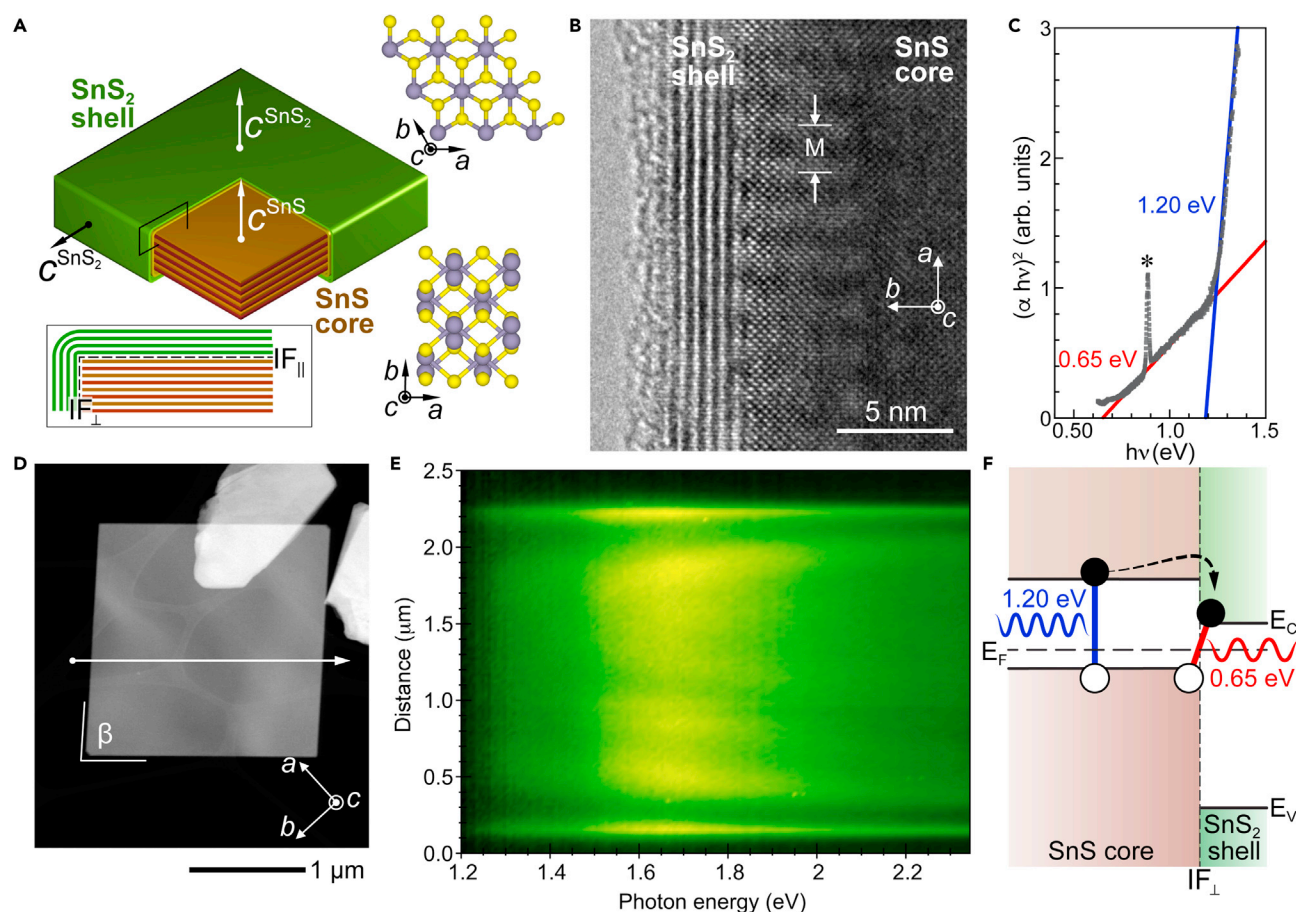 A
SnS₂
shell
C^SnS₂
C^SnS
C^SnS₂
SnS
core
IF∥
IF⊥
b
c
a
b
c
a
B
SnS₂
shell
SnS
core
M
a
b
c
5 nm
C
(α hν)² (arb. units)
3
2
1
0
1.20 eV
*
0.65 eV
0.50
1.0
1.5
hν (eV)
D
β
a
c
b
1 µm
E
Distance (µm)
2.5
2.0
1.5
1.0
0.5
0.0
1.2
1.4
1.6
1.8
2
2.2
Photon energy (eV)
F
1.20 eV
E_C
E_F
0.65 eV
E_V
SnS core
SnS₂
shell
IF⊥